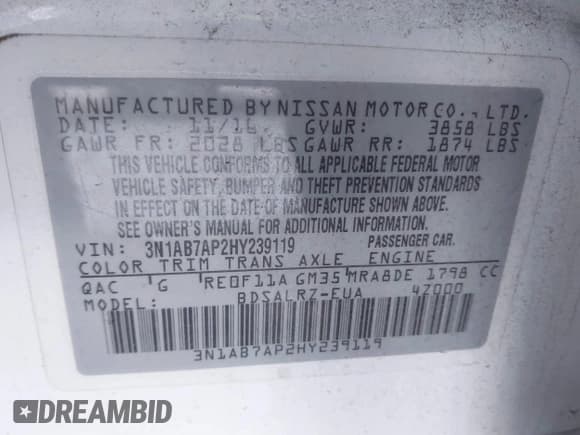 MANUFACTURED BY NISSAN MOTOR CO., LTD.
DATE: 11/16 GVWR: 3858 LBS
GAWR FR: 2028 LBS GAWR RR: 1874 LBS
THIS VEHICLE CONFORMS TO ALL APPLICABLE FEDERAL MOTOR
VEHICLE SAFETY, BUMPER AND THEFT PREVENTION STANDARDS
IN EFFECT ON THE DATE OF MANUFACTURE SHOWN ABOVE.
SEE OWNER'S MANUAL FOR ADDITIONAL INFORMATION.
VIN: 3N1AB7AP2HY239119 PASSENGER CAR.
COLOR TRIM TRANS AXLE ENGINE
QAC G RE0F11A GM35 MRA8DE 1798 CC
MODEL: BDSALRZ-EUA 4Z000
3N1AB7AP2HY239119
DREAMBID